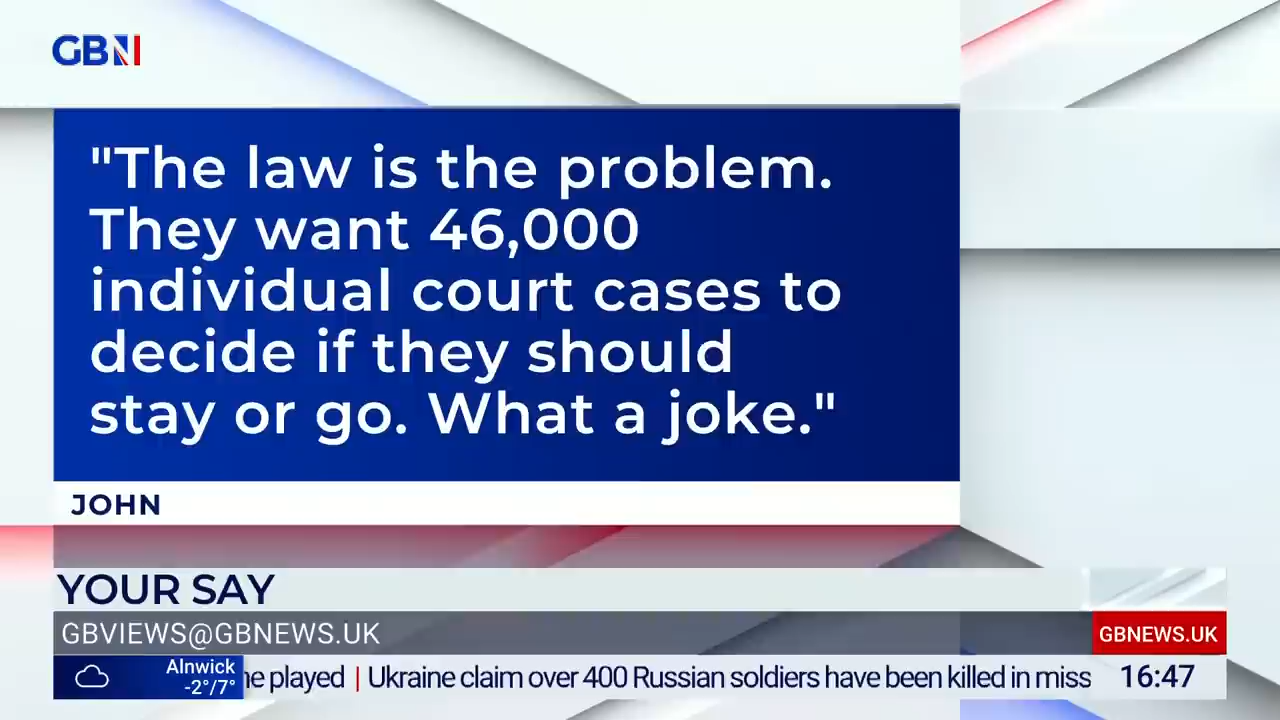 GBN
"The law is the problem.
They want 46,000
individual court cases to
decide if they should
stay or go. What a joke."
JOHN
YOUR SAY
GBVIEWS@GBNEWS.UK
GBNEWS.UK
Alnwick
-2°/7°
he played | Ukraine claim over 400 Russian soldiers have been killed in miss
16:47